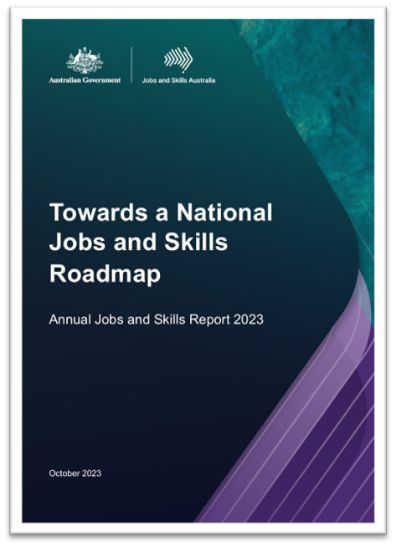 Australian Government
Jobs and Skills Australia
Towards a National
Jobs and Skills
Roadmap
Annual Jobs and Skills Report 2023
October 2023